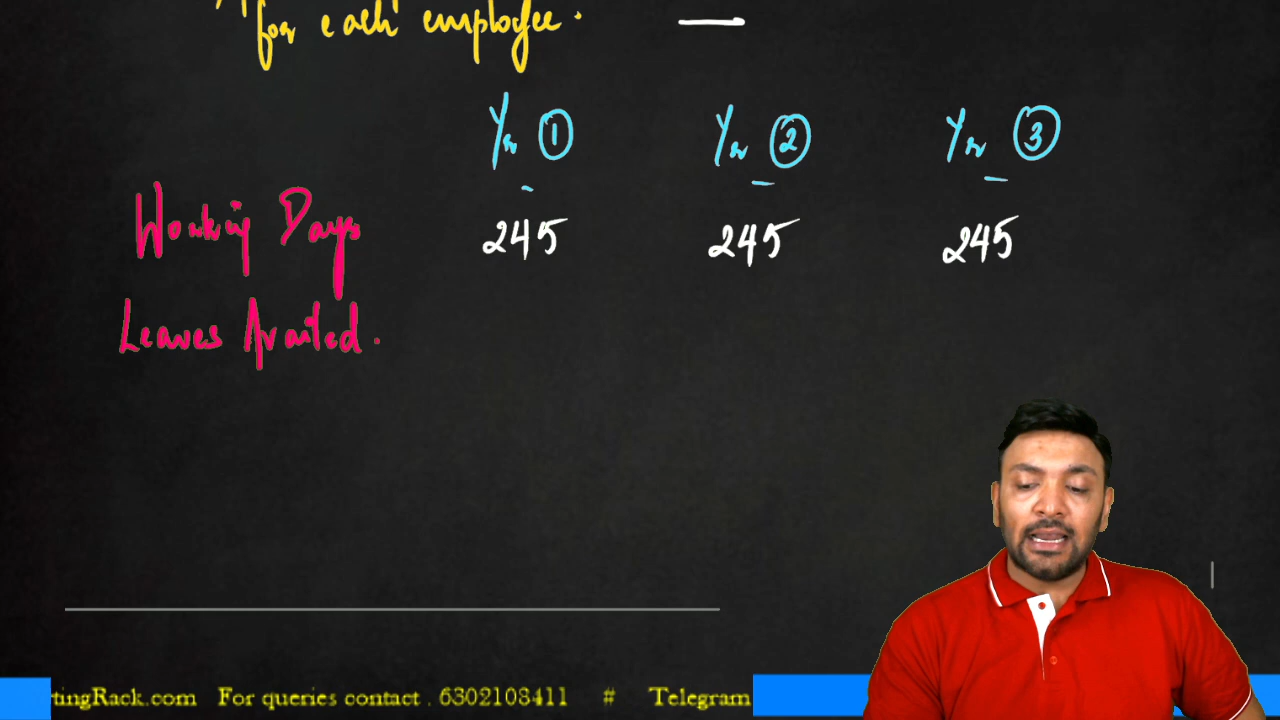 for each employee.
Yr 1 Yr 2 Yr 3
Working Days 245 245 245
Leaves Availed.
tingRack.com For queries contact . 6302108411 # Telegram